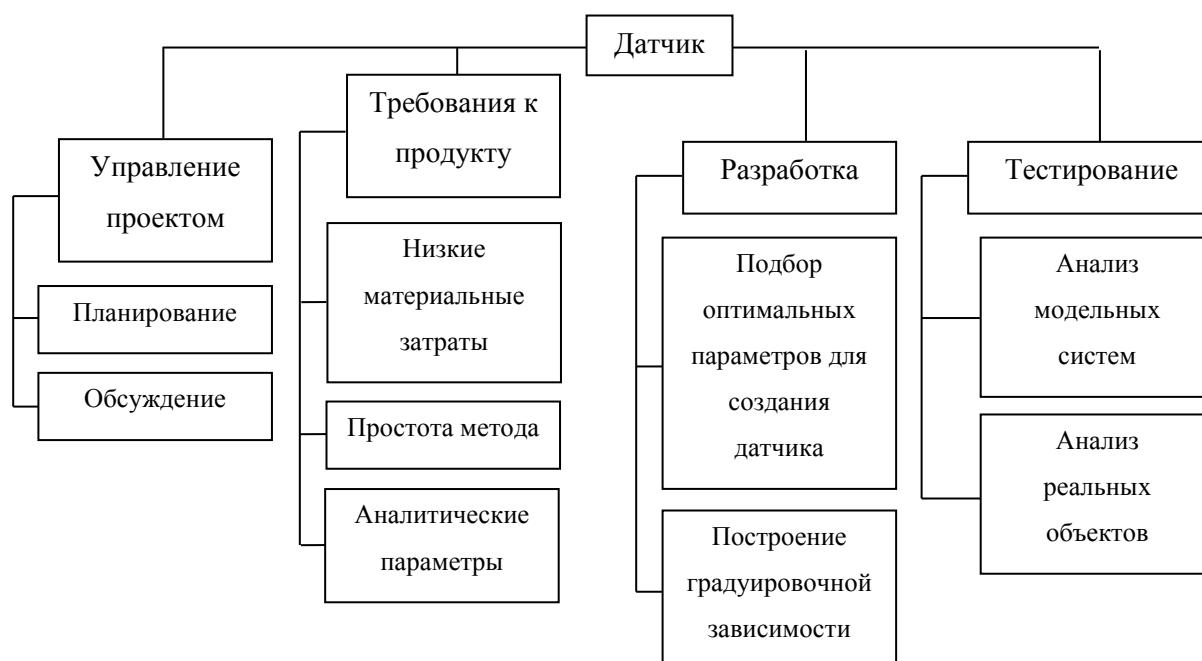 Датчик
Управление
проектом
Планирование
Обсуждение
Требования к
продукту
Низкие
материальные
затраты
Простота метода
Аналитические
параметры
Разработка
Подбор
оптимальных
параметров для
создания
датчика
Построение
градуировочной
зависимости
Тестирование
Анализ
модельных
систем
Анализ
реальных
объектов